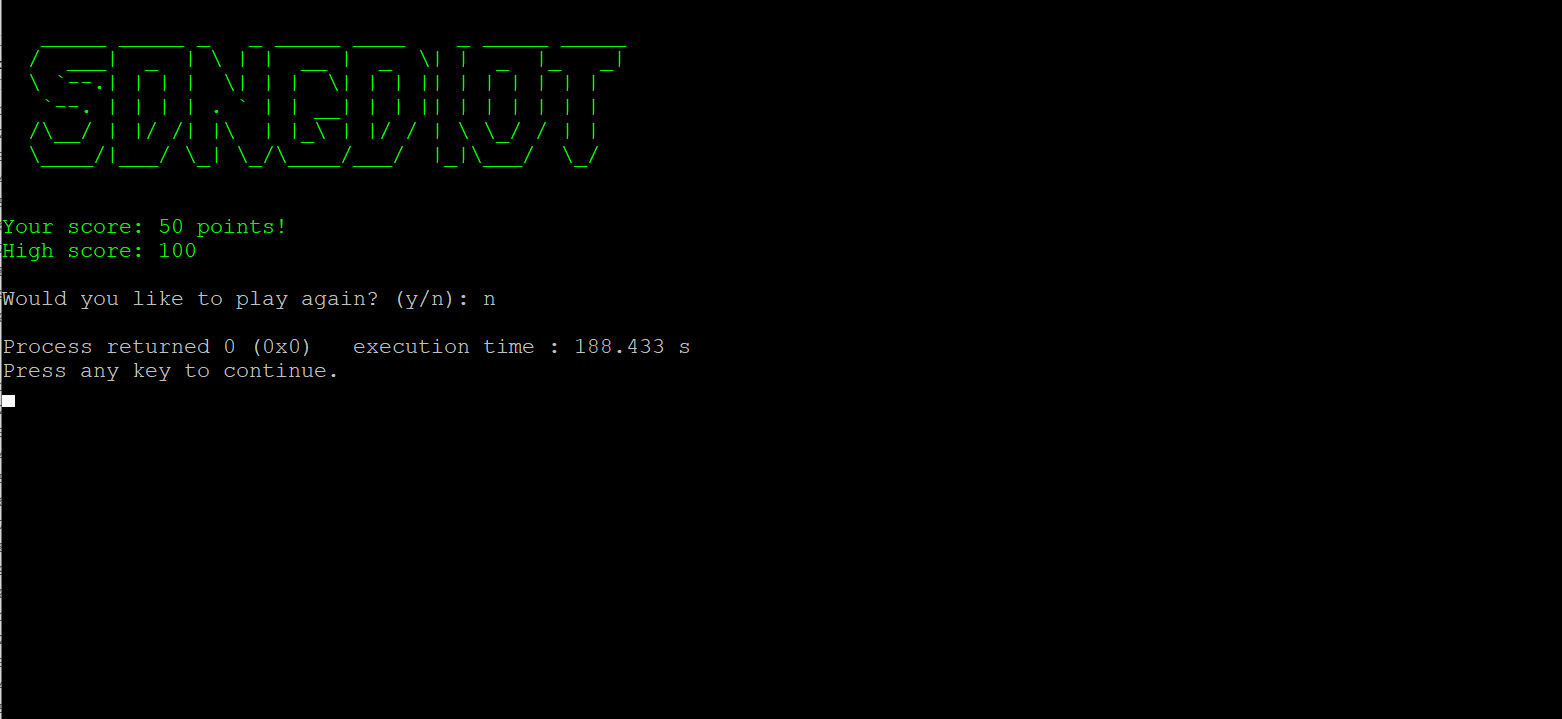 SDNGDIOT
Your score: 50 points!
High score: 100
Would you like to play again? (y/n): n
Process returned 0 (0x0)   execution time : 188.433 s
Press any key to continue.